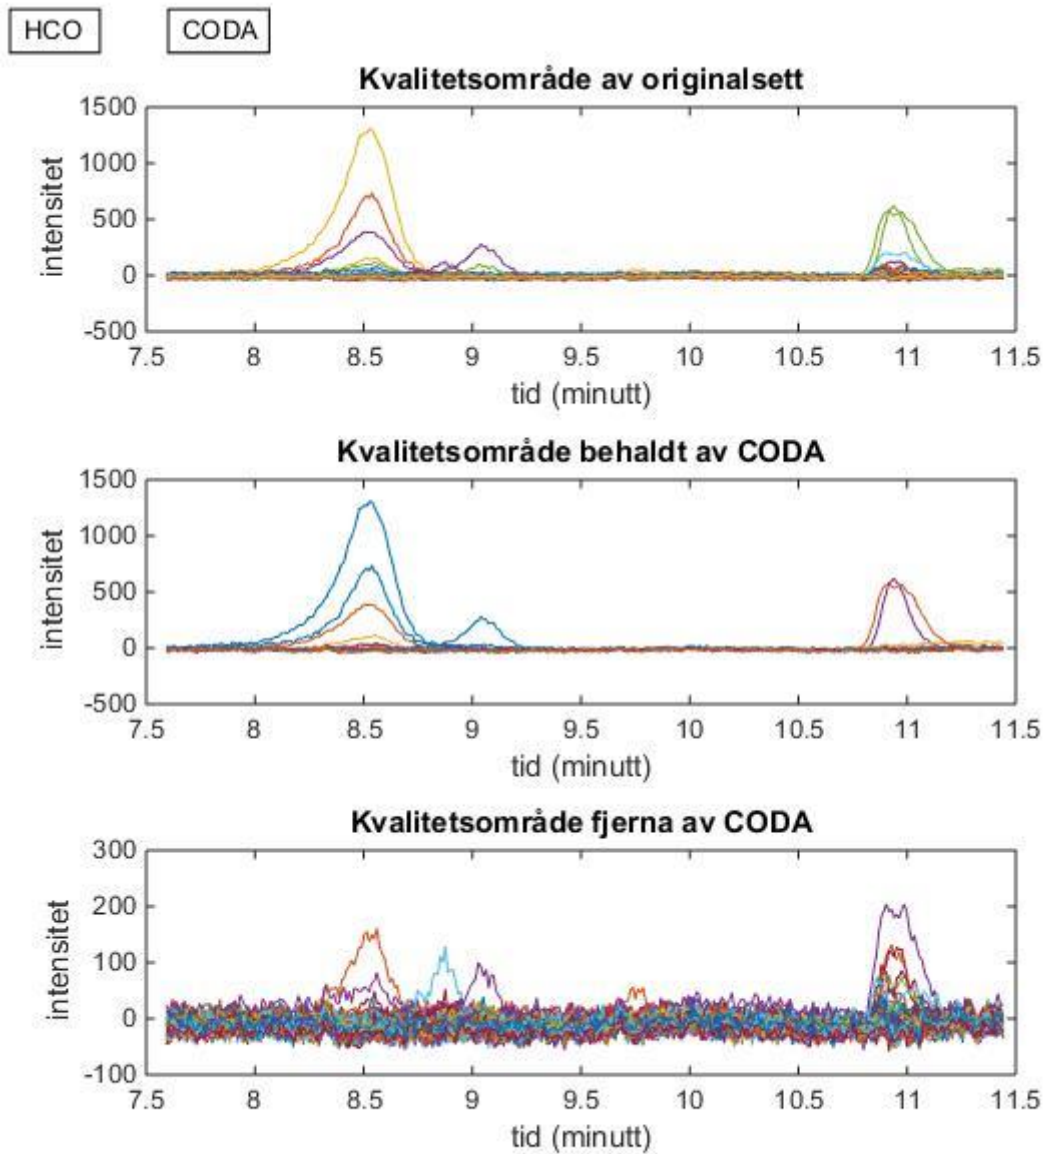 HCO CODA
Kvalitetsområde av originalsett
1500
1000
500
0
-500
intensitet
7.5 8 8.5 9 9.5 10 10.5 11 11.5
tid (minutt)
Kvalitetsområde behaldt av CODA
1500
1000
500
0
-500
intensitet
7.5 8 8.5 9 9.5 10 10.5 11 11.5
tid (minutt)
Kvalitetsområde fjerna av CODA
300
200
100
0
-100
intensitet
7.5 8 8.5 9 9.5 10 10.5 11 11.5
tid (minutt)